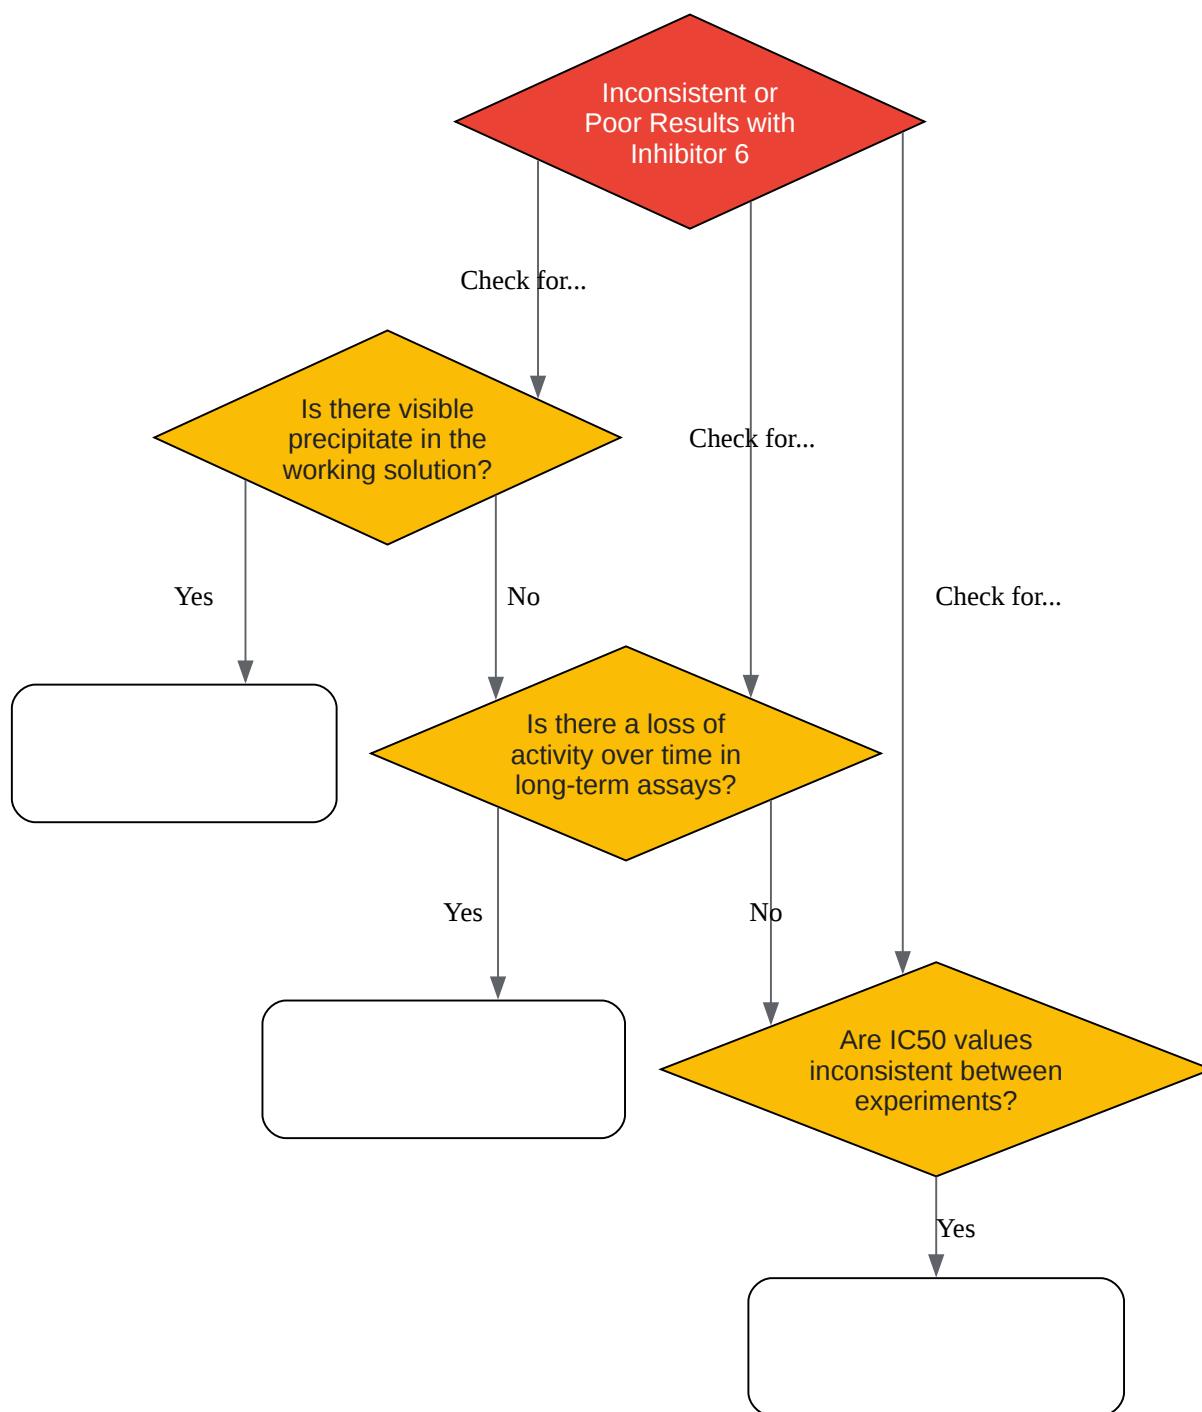 Inconsistent or
Poor Results with
Inhibitor 6
Check for...
Is there visible
precipitate in the
working solution?
Check for...
Yes
No
Check for...
Is there a loss of
activity over time in
long-term assays?
Yes
No
Are IC50 values
inconsistent between
experiments?
Yes